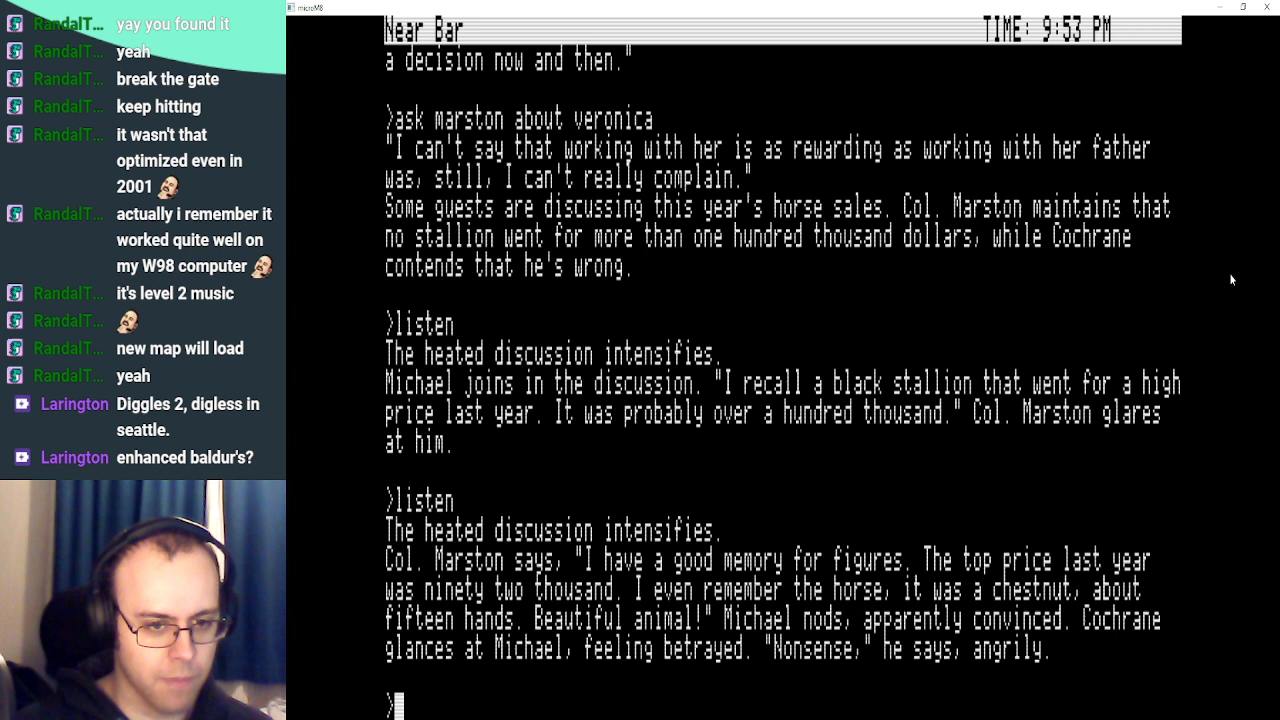 RandalT... yay you found it
RandalT... yeah
RandalT... break the gate
RandalT... keep hitting
RandalT... it wasn't that
optimized even in
2001
RandalT... actually i remember it
worked quite well on
my W98 computer
RandalT... it's level 2 music
RandalT...
RandalT... new map will load
RandalT... yeah
Larington Diggles 2, digless in
seattle.
Larington enhanced baldur's?
microM8
Near Bar TIME: 9:53 PM
a decision now and then."
>ask marston about veronica
"I can't say that working with her is as rewarding as working with her father
was, still, I can't really complain."
Some guests are discussing this year's horse sales. Col. Marston maintains that
no stallion went for more than one hundred thousand dollars, while Cochrane
contends that he's wrong.
>listen
The heated discussion intensifies.
Michael joins in the discussion. "I recall a black stallion that went for a high
price last year. It was probably over a hundred thousand." Col. Marston glares
at him.
>listen
The heated discussion intensifies.
Col. Marston says, "I have a good memory for figures. The top price last year
was ninety two thousand. I even remember the horse, it was a chestnut, about
fifteen hands. Beautiful animal!" Michael nods, apparently convinced. Cochrane
glances at Michael, feeling betrayed. "Nonsense," he says, angrily.
>